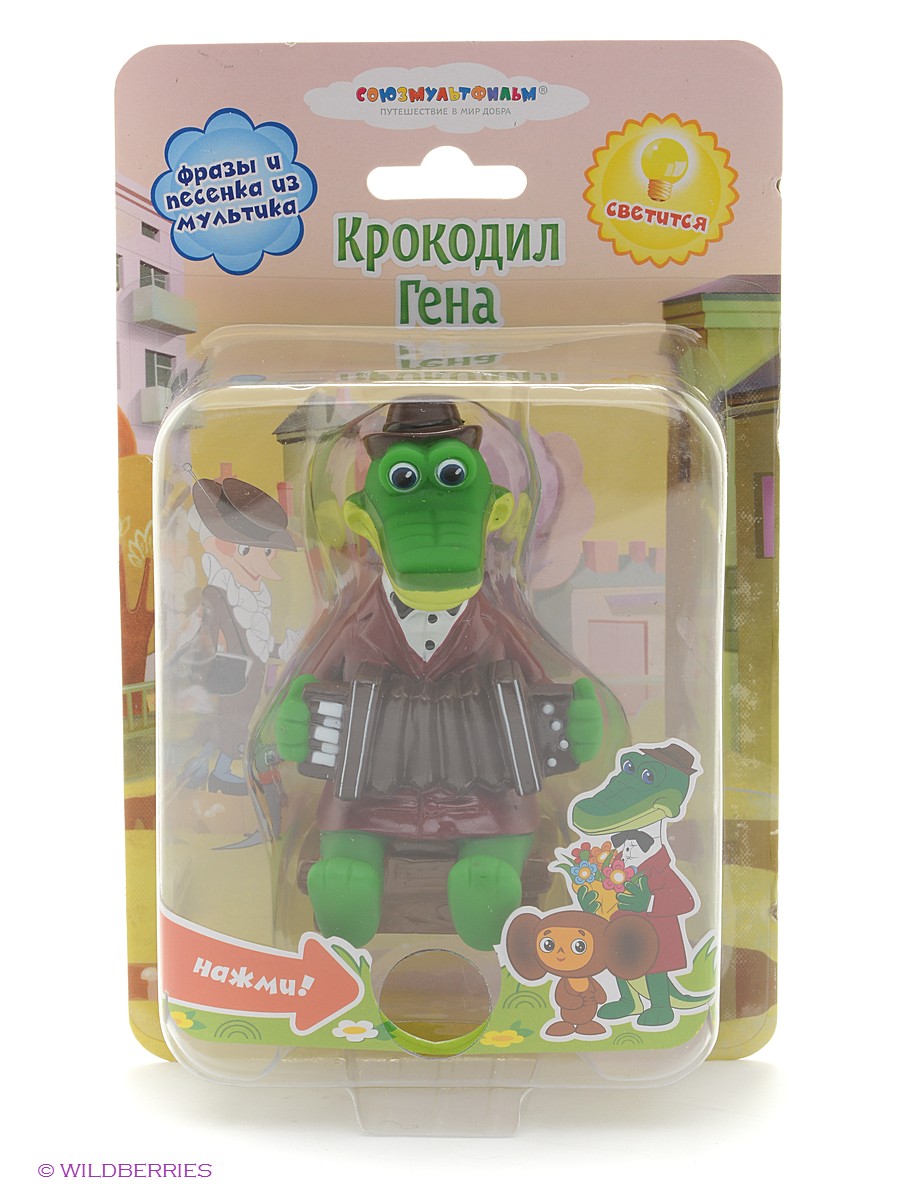 СОЮЗМУЛЬТФИЛЬМ®
ПУТЕШЕСТВИЕ В МИР ДОБРА
фразы и
песенка из
мультика
светится
Крокодил
Гена
нажми!
© WILDBERRIES